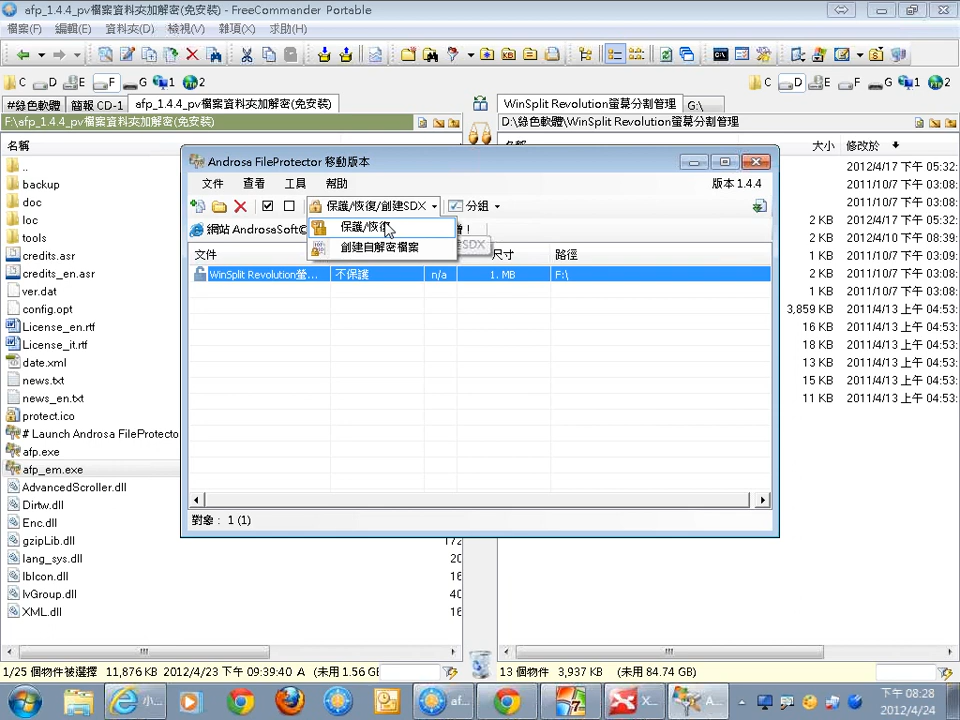 afp_1.4.4_pv檔案資料夾加解密(免安裝) - FreeCommander Portable
檔案(F) 編輯(E) 資料夾(D) 檢視(V) 雜項(X) 求助(H)
C D E F G 1 2
C D E F G 1 2
#綠色軟體 簡報 CD-1 afp_1.4.4_pv檔案資料夾加解密(免安裝)
WinSplit Revolution螢幕分割管理 G:\
F:\afp_1.4.4_pv檔案資料夾加解密(免安裝)
D:\綠色軟體\WinSplit Revolution螢幕分割管理
名稱
大小 修改於
..
backup
doc
loc
tools
credits.asr
credits_en.asr
ver.dat
config.opt
License_en.rtf
License_it.rtf
date.xml
news.txt
news_en.txt
protect.ico
# Launch Androsa FileProtecto
afp.exe
afp_em.exe
AdvancedScroller.dll
Dirtw.dll
Enc.dll
gzipLib.dll
lang_sys.dll
lbIcon.dll
lvGroup.dll
XML.dll
172
20
16
40
16
Androsa FileProtector 移動版本
文件 查看 工具 幫助
版本 1.4.4
保護/恢復/創建SDX 分組
網站 AndrosaSoft©
!
保護/恢復
創建自解密檔案
SDX
文件 尺寸 路徑
WinSplit Revolution螢... 不保護 n/a 1. MB F:\
對象 : 1 (1)
2012/4/17 下午 05:32:
2011/10/7 下午 03:08:
2011/10/7 下午 03:08:
2 KB 2011/10/7 下午 03:08:
2 KB 2012/4/10 下午 08:39:
2 KB 2011/10/7 下午 03:08:
2 KB 2011/10/7 下午 03:08:
1 KB 2011/10/7 下午 03:08:
3,859 KB 2011/4/13 上午 04:53:
16 KB 2011/4/13 上午 04:53:
18 KB 2011/4/13 上午 04:53:
13 KB 2011/4/13 上午 04:53:
15 KB 2011/4/13 上午 04:53:
11 KB 2011/4/13 上午 04:53:
1/25 個物件被選擇 11,876 KB 2012/4/23 下午 09:39:40 A (未用 1.56 GE
13 個物件 3,937 KB (未用 84.74 GB)
小...
af...
X...
A...
下午 08:28
2012/4/24